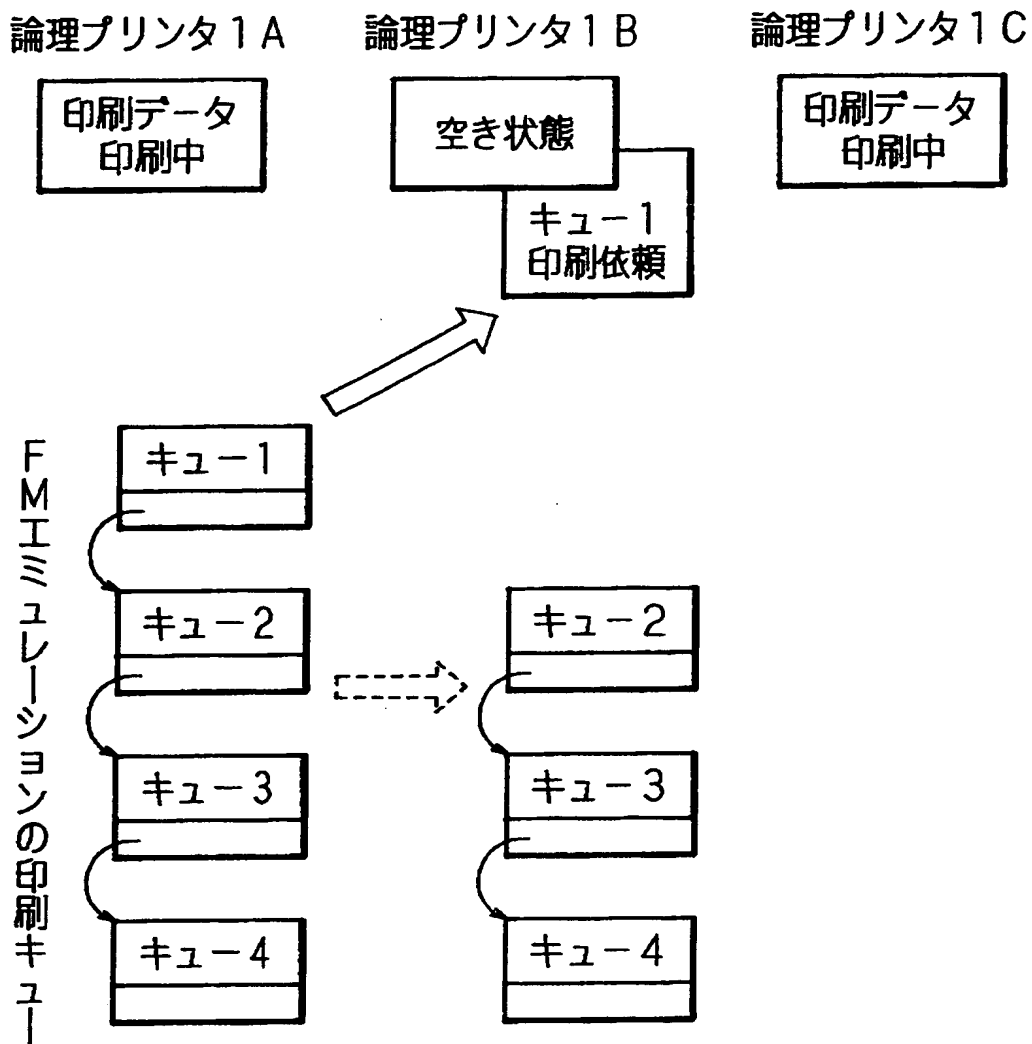 論理プリンタ1A
論理プリンタ1B
論理プリンタ1C
印刷データ
印刷中
空き状態
キュー1
印刷依頼
印刷データ
印刷中
FMエミュレーションの印刷キュー
キュー1
キュー2
キュー3
キュー4
キュー2
キュー3
キュー4